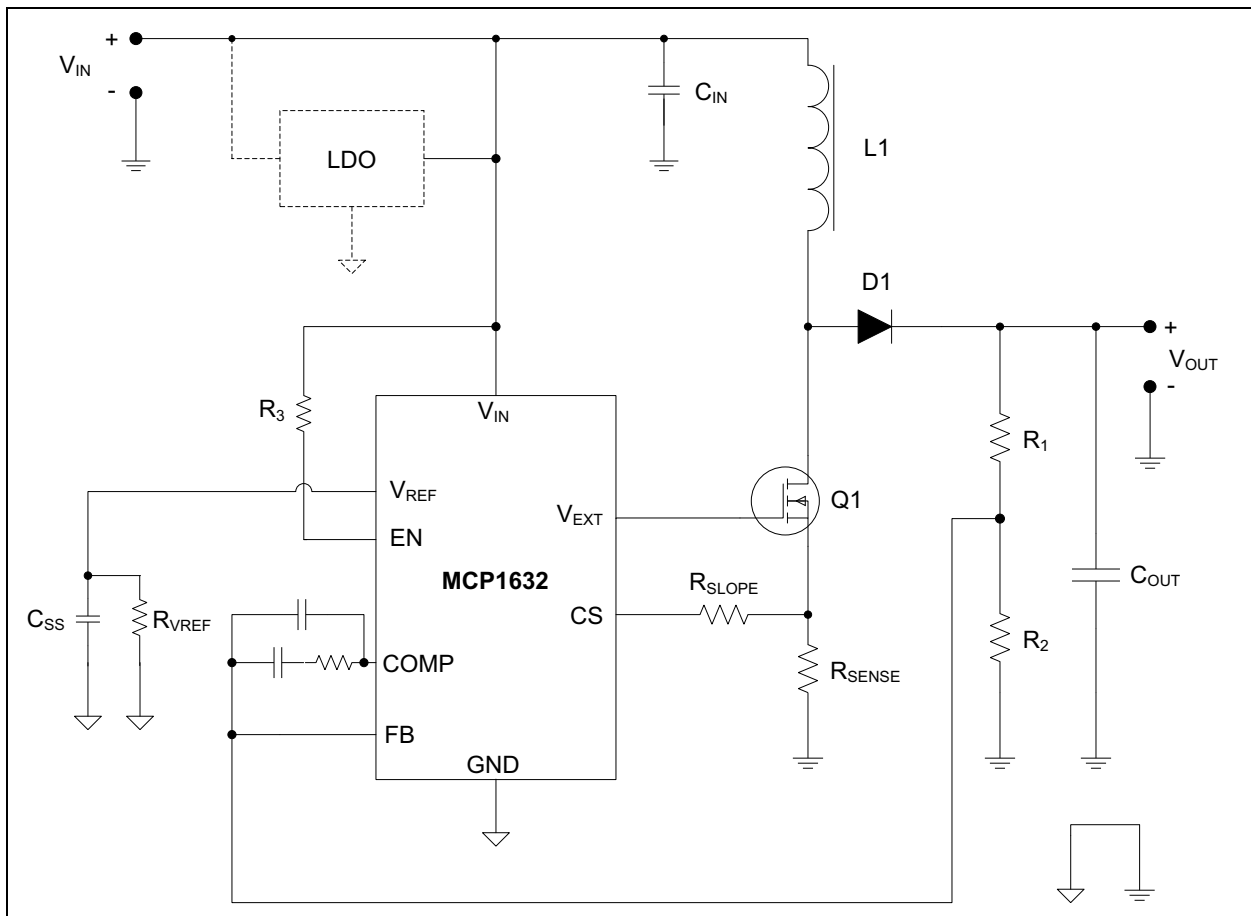 +
V_IN
-
LDO
C_IN
L1
D1
+
V_OUT
-
R_3
V_IN
R_1
V_REF
Q1
V_EXT
EN
MCP1632
R_SLOPE
C_OUT
C_SS
R_VREF
CS
R_2
COMP
R_SENSE
FB
GND